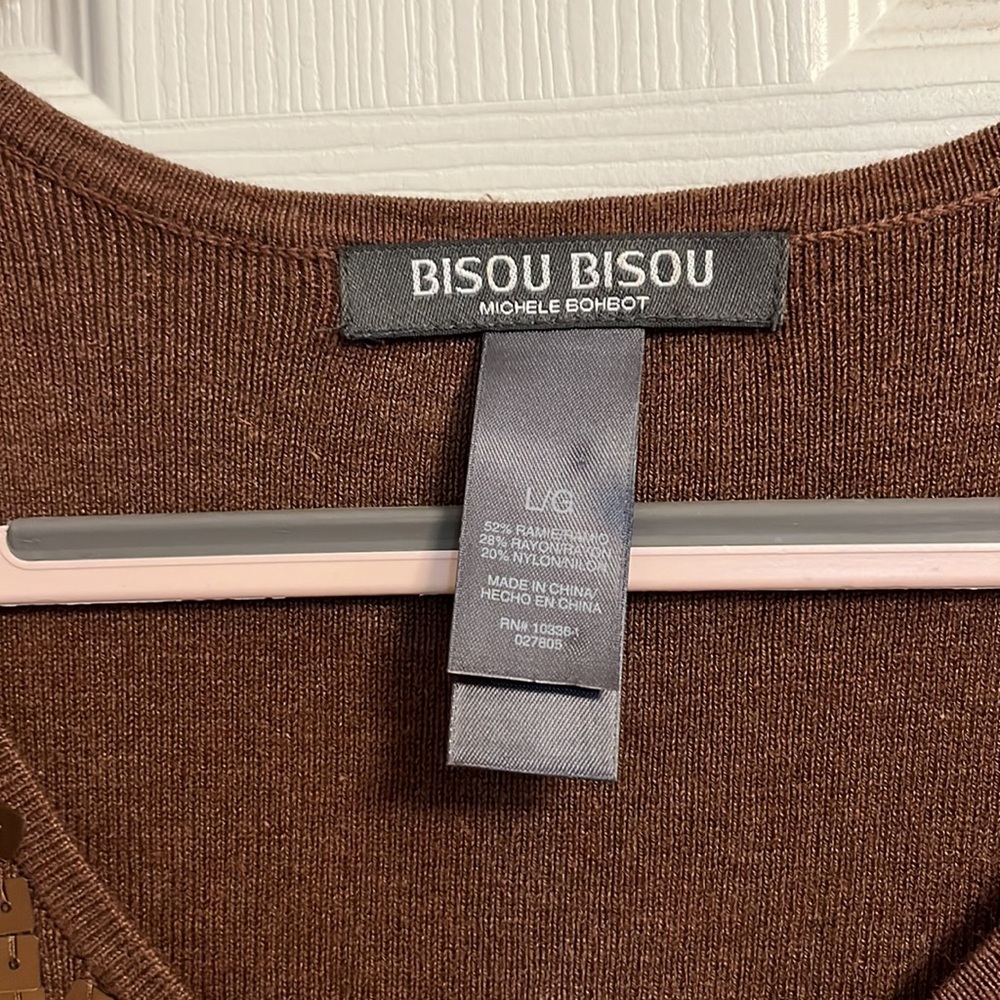 BISOU BISOU
MICHELE BOHBOT
L/G
52% RAMIE/RAMIO
28% RAYON/RAYON
20% NYLON/NILON
MADE IN CHINA/
HECHO EN CHINA
RN# 103361
027805